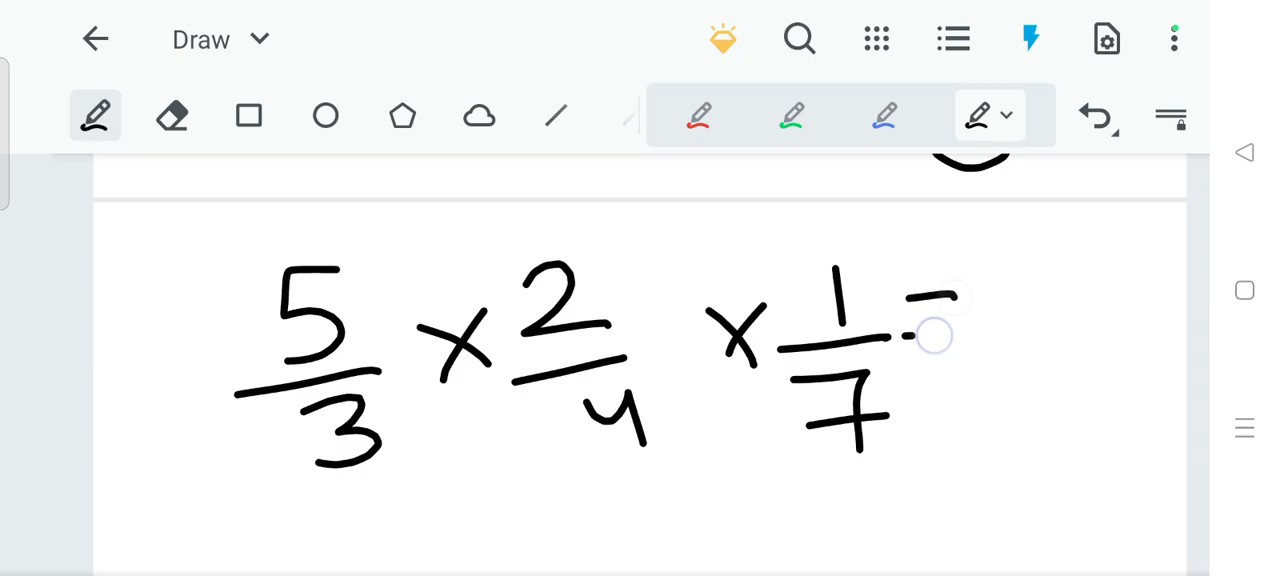 Draw
5/3 × 2/4 × 1/7 =